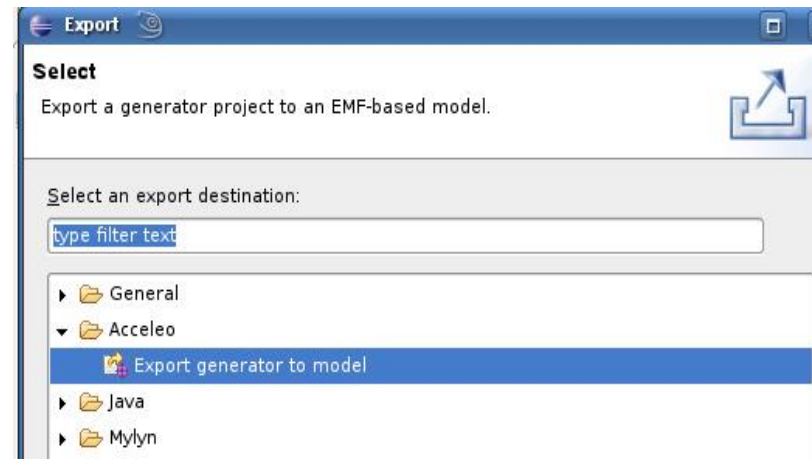 Export
Select
Export a generator project to an EMF-based model.
Select an export destination:
type filter text
General
Acceleo
Export generator to model
Java
Mylyn